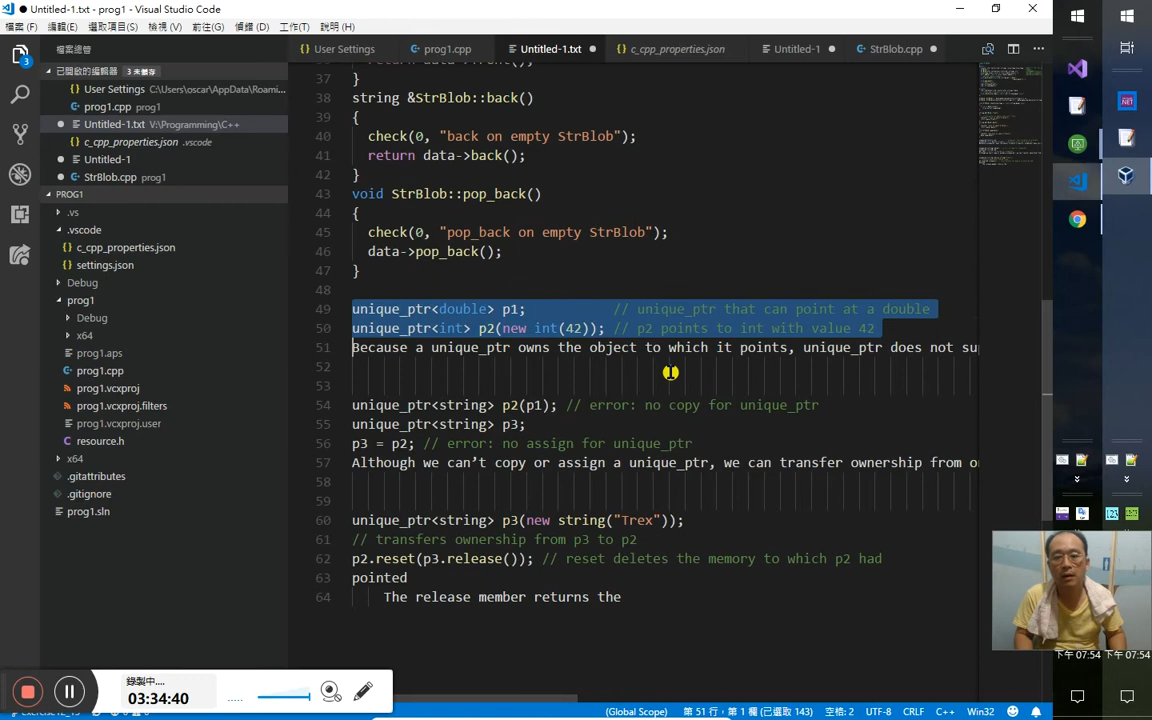 Untitled-1.txt - prog1 - Visual Studio Code
檔案(F) 編輯(E) 選取項目(S) 檢視(V) 前往(G) 偵錯(D) 工作(T) 說明(H)
檔案總管
已開啟的編輯器 3 未儲存
User Settings C:\Users\oscar\AppData\Roami...
prog1.cpp prog1
Untitled-1.txt V:\Programming\C++
c_cpp_properties.json .vscode
Untitled-1
StrBlob.cpp prog1
PROG1
.vs
.vscode
c_cpp_properties.json
settings.json
Debug
prog1
Debug
x64
prog1.aps
prog1.cpp
prog1.vcxproj
prog1.vcxproj.filters
prog1.vcxproj.user
resource.h
x64
.gitattributes
.gitignore
prog1.sln
3
User Settings prog1.cpp Untitled-1.txt c_cpp_properties.json Untitled-1 StrBlob.cpp
37 }
38 string &StrBlob::back()
39 {
40 check(0, "back on empty StrBlob");
41 return data->back();
42 }
43 void StrBlob::pop_back()
44 {
45 check(0, "pop_back on empty StrBlob");
46 data->pop_back();
47 }
48
49 unique_ptr<double> p1; // unique_ptr that can point at a double
50 unique_ptr<int> p2(new int(42)); // p2 points to int with value 42
51 Because a unique_ptr owns the object to which it points, unique_ptr does not su
52
53
54 unique_ptr<string> p2(p1); // error: no copy for unique_ptr
55 unique_ptr<string> p3;
56 p3 = p2; // error: no assign for unique_ptr
57 Although we can’t copy or assign a unique_ptr, we can transfer ownership from o
58
59
60 unique_ptr<string> p3(new string("Trex"));
61 // transfers ownership from p3 to p2
62 p2.reset(p3.release()); // reset deletes the memory to which p2 had
63 pointed
64 The release member returns the
錄製中....
03:34:40
(Global Scope) 第 51 行，第 1 欄 (已選取 143) 空格: 2 UTF-8 CRLF C++ Win32
下午 07:54 下午 07:54